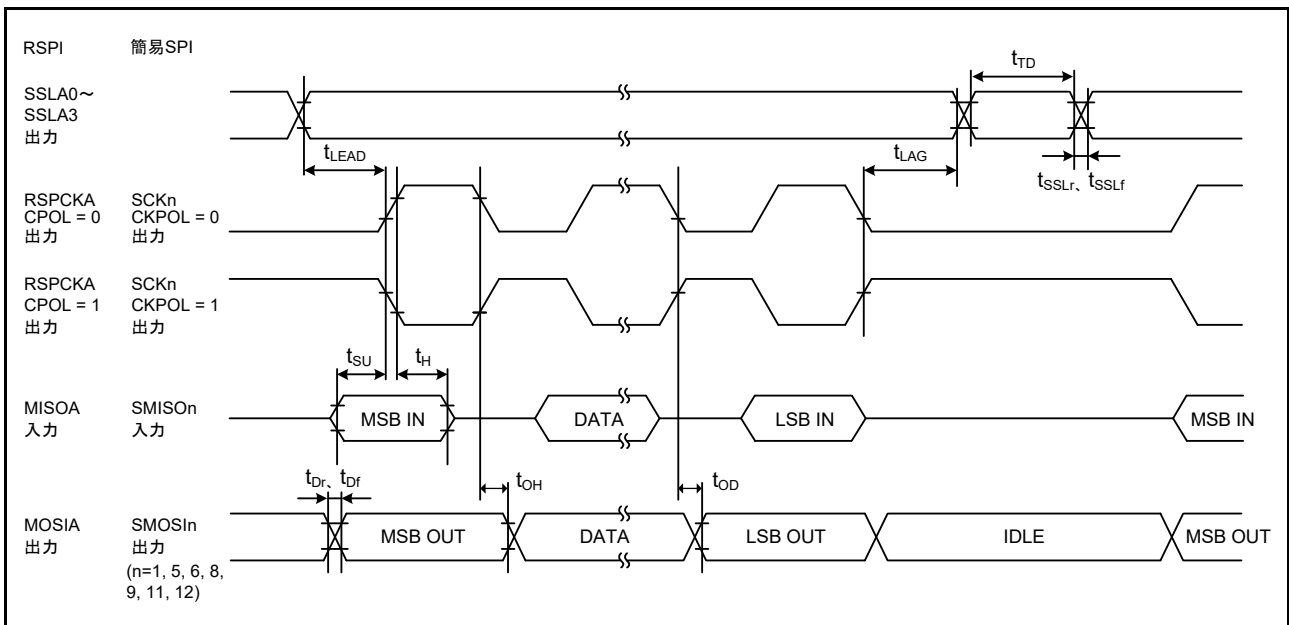 RSPI 簡易SPI
SSLA0～
SSLA3
出力
tTD
tLEAD
tLAG
tSSLr、tSSLf
RSPCKA SCKn
CPOL = 0 CKPOL = 0
出力 出力
RSPCKA SCKn
CPOL = 1 CKPOL = 1
出力 出力
tSU tH
MISOA SMISOn
入力 入力
MSB IN DATA LSB IN MSB IN
tDr、tDf tOH tOD
MOSIA SMOSIn
出力 出力
(n=1, 5, 6, 8,
9, 11, 12)
MSB OUT DATA LSB OUT IDLE MSB OUT